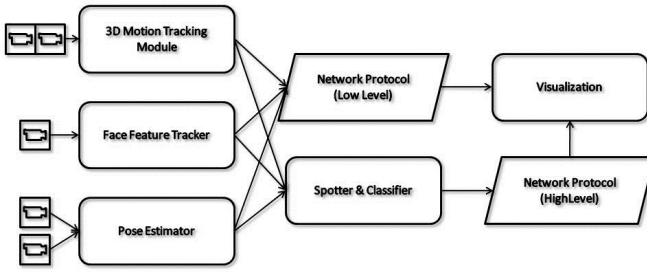 3D Motion Tracking
Module
Network Protocol
(Low Level)
Visualization
Face Feature Tracker
Pose Estimator
Spotter & Classifier
Network Protocol
(HighLevel)